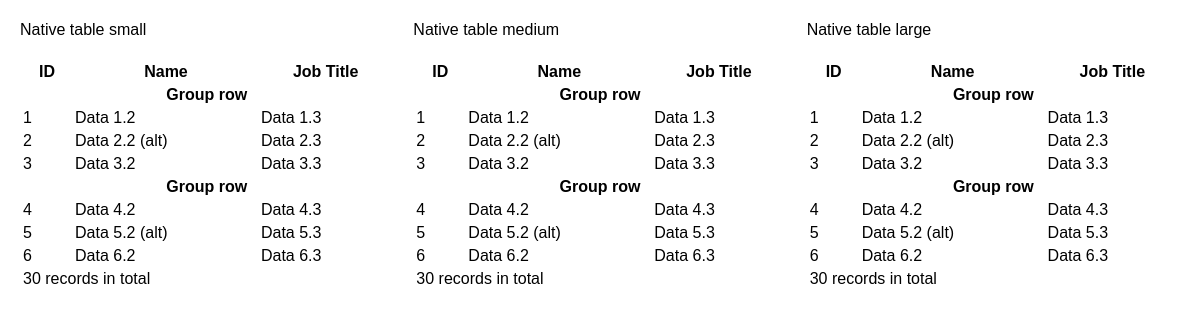 Native table small
ID Name Job Title
Group row
1 Data 1.2 Data 1.3
2 Data 2.2 (alt) Data 2.3
3 Data 3.2 Data 3.3
Group row
4 Data 4.2 Data 4.3
5 Data 5.2 (alt) Data 5.3
6 Data 6.2 Data 6.3
30 records in total
Native table medium
ID Name Job Title
Group row
1 Data 1.2 Data 1.3
2 Data 2.2 (alt) Data 2.3
3 Data 3.2 Data 3.3
Group row
4 Data 4.2 Data 4.3
5 Data 5.2 (alt) Data 5.3
6 Data 6.2 Data 6.3
30 records in total
Native table large
ID Name Job Title
Group row
1 Data 1.2 Data 1.3
2 Data 2.2 (alt) Data 2.3
3 Data 3.2 Data 3.3
Group row
4 Data 4.2 Data 4.3
5 Data 5.2 (alt) Data 5.3
6 Data 6.2 Data 6.3
30 records in total